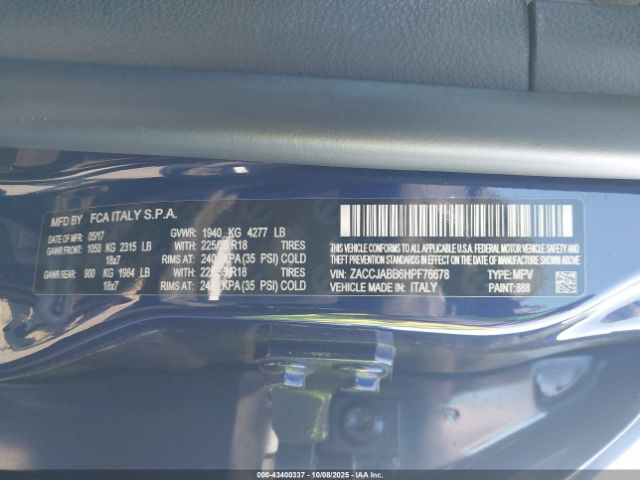 MFD BY FCA ITALY S.P.A.
DATE: 05/17 GVWR: 1940 KG 4277 LB
GAWR FRONT: 1050 KG 2315 LB WITH: TIRES
18x7 RIMS AT: (35 PSI) COLD
GAWR REAR: 900 KG 1984 LB WITH: TIRES
18x7 RIMS AT: KPA (35 PSI) COLD
THIS VEHICLE CONFORMS TO ALL APPLICABLE
FEDERAL MOTOR VEHICLE SAFETY, BUMPER AND
THEFT PREVENTION STANDARDS IN EFFECT ON
THE DATE OF MANUFACTURE SHOWN ABOVE.
VIN: ZACCJABB6HPF76678 TYPE: MPV
VEHICLE MADE IN: ITALY PAINT: 888
000-43400337 - 10/08/2025 - IAA Inc.